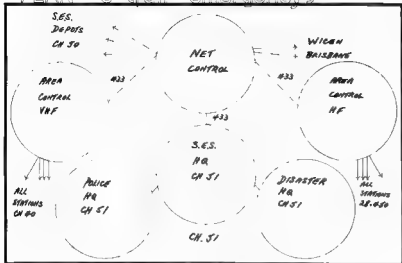 S.E.S.
DEPOTS
CH 50
NET
CONTROL
WICEN
BRISBANE
#33
#33
AREA
CONTROL
VHF
AREA
CONTROL
HF
#33
S.E.S.
HQ
CH 51
ALL
STATIONS
CH 40
POLICE
HQ
CH 51
DISASTER
HQ
CH 51
ALL
STATIONS
28.450
CH. 51